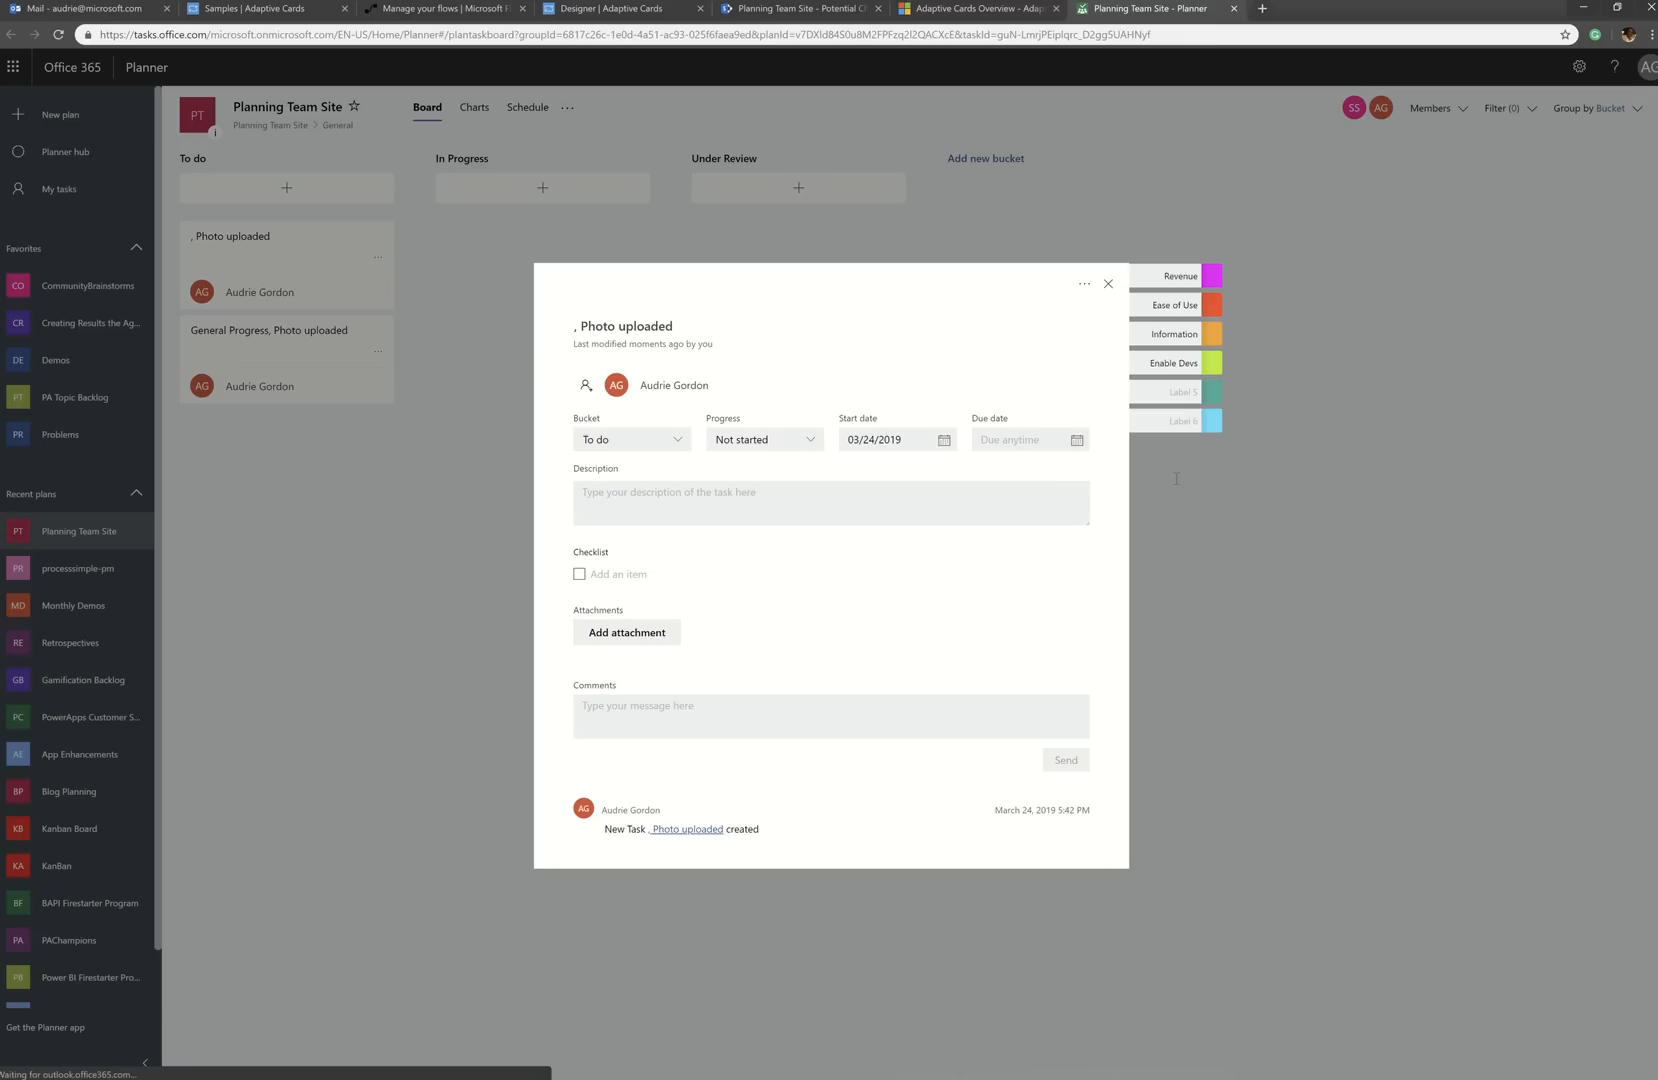 Mail - audrie@microsoft.com
Samples | Adaptive Cards
Manage your flows | Microsoft Fl
Designer | Adaptive Cards
Planning Team Site - Potential Ch
Adaptive Cards Overview - Adap
Planning Team Site - Planner
https://tasks.office.com/microsoft.onmicrosoft.com/EN-US/Home/Planner#/plantaskboard?groupId=6817c26c-1e0d-4a51-ac93-025f6faea9ed&planId=v7DXld84S0u8M2FPFzq2l2QACXcE&taskId=guN-LmrjPEiplqrc_D2gg5UAHNyf
Office 365
Planner
?
AG
New plan
Planner hub
My tasks
Favorites
CO CommunityBrainstorms
CR Creating Results the Ag...
DE Demos
PT PA Topic Backlog
PR Problems
Recent plans
PT Planning Team Site
PR processsimple-pm
MD Monthly Demos
RE Retrospectives
GB Gamification Backlog
PC PowerApps Customer S...
AE App Enhancements
BP Blog Planning
KB Kanban Board
KA KanBan
BF BAPI Firestarter Program
PA PAChampions
PB Power BI Firestarter Pro...
Get the Planner app
Waiting for outlook.office365.com...
PT
Planning Team Site
Planning Team Site > General
Board
Charts
Schedule
...
SS
AG
Members
Filter (0)
Group by Bucket
To do
In Progress
Under Review
Add new bucket
, Photo uploaded
...
AG Audrie Gordon
General Progress, Photo uploaded
...
AG Audrie Gordon
...
, Photo uploaded
Last modified moments ago by you
AG Audrie Gordon
Bucket
Progress
Start date
Due date
To do
Not started
03/24/2019
Due anytime
Description
Type your description of the task here
Checklist
Add an item
Attachments
Add attachment
Comments
Type your message here
Send
AG Audrie Gordon
March 24, 2019 5:42 PM
New Task , Photo uploaded created
Revenue
Ease of Use
Information
Enable Devs
Label 5
Label 6